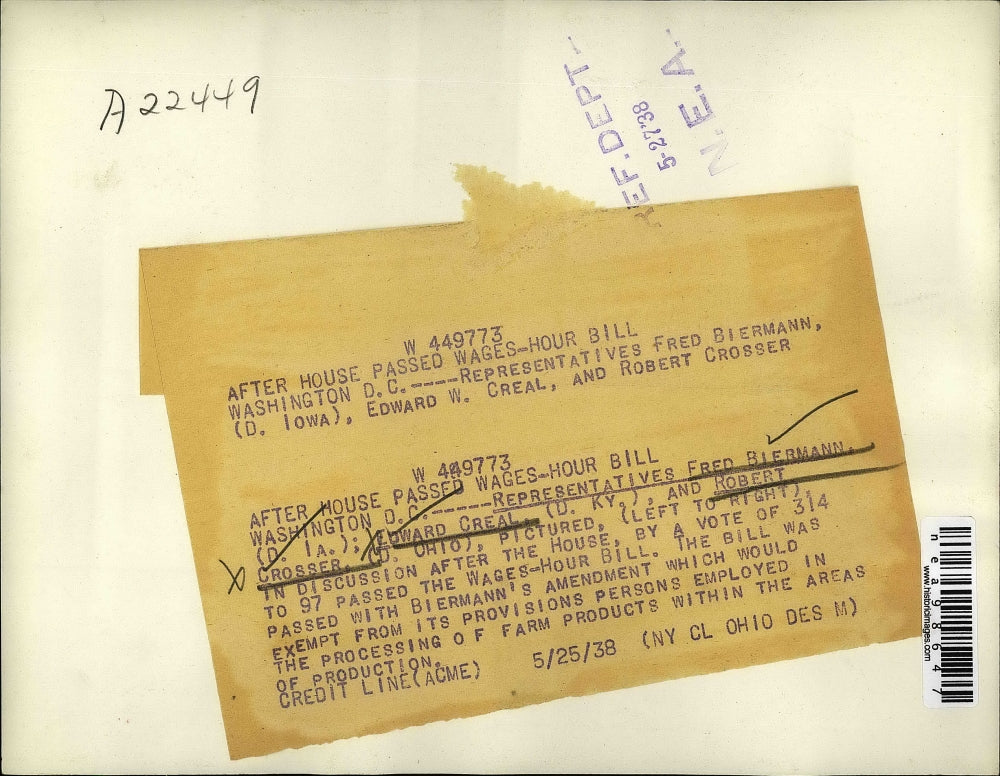 A22449
REF. DEPT.
5-27'38
N. E. A.
W 449773
AFTER HOUSE PASSED WAGES-HOUR BILL
WASHINGTON D.C.----REPRESENTATIVES FRED BIERMANN,
(D. IOWA), EDWARD W. CREAL, AND ROBERT CROSSER
W 449773
AFTER HOUSE PASSED WAGES-HOUR BILL
WASHINGTON D.C.-----REPRESENTATIVES FRED BIERMANN,
(D. IA.); EDWARD CREAL, (D. KY.), AND ROBERT
CROSSER, (D. OHIO), PICTURED, (LEFT TO RIGHT),
IN DISCUSSION AFTER THE HOUSE, BY A VOTE OF 314
TO 97 PASSED THE WAGES-HOUR BILL. THE BILL WAS
PASSED WITH BIERMANN'S AMENDMENT WHICH WOULD
EXEMPT FROM ITS PROVISIONS PERSONS EMPLOYED IN
THE PROCESSING OF FARM PRODUCTS WITHIN THE AREAS
OF PRODUCTION.
CREDIT LINE(ACME) 5/25/38 (NY CL OHIO DES M)
nea98647
www.historicimages.com